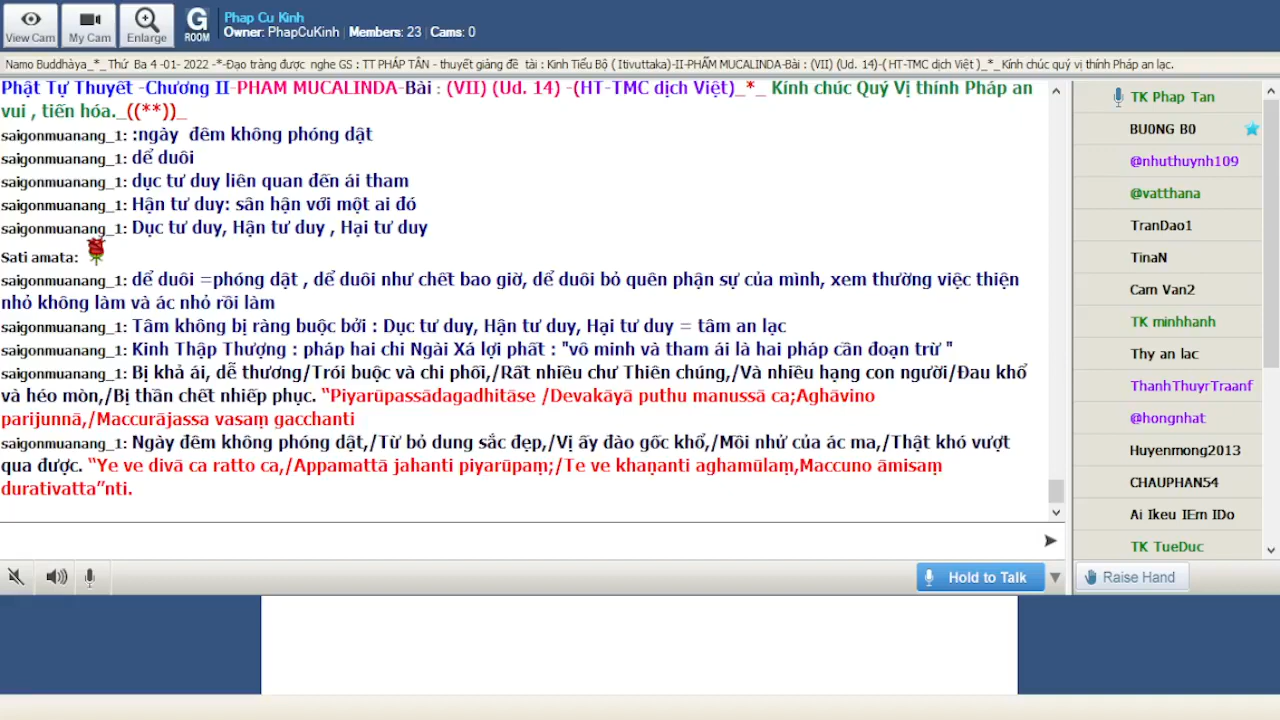 View Cam
My Cam
Enlarge
G
ROOM
Phap Cu Kinh
Owner: PhapCuKinh | Members: 23 | Cams: 0
Namo Buddhàya_*_Thứ Ba 4 -01- 2022 -*-Đạo tràng được nghe GS : TT PHÁP TÂN - thuyết giảng đề tài : Kinh Tiểu Bộ ( Itivuttaka)-II-PHẨM MUCALINDA-Bài : (VII) (Ud. 14)-( HT-TMC dịch Việt )_*_ Kính chúc quý vị thính Pháp an lạc.
Phật Tự Thuyết -Chương II-PHẨM MUCALINDA-Bài : (VII) (Ud. 14) -(HT-TMC dịch Việt)_*_ Kính chúc Quý Vị thính Pháp an
vui , tiến hóa._((**))_
saigonmuanang_1: :ngày đêm không phóng dật
saigonmuanang_1: dể duôi
saigonmuanang_1: dục tư duy liên quan đến ái tham
saigonmuanang_1: Hận tư duy: sân hận với một ai đó
saigonmuanang_1: Dục tư duy, Hận tư duy , Hại tư duy
Sati amata:
saigonmuanang_1: dể duôi =phóng dật , dể duôi như chết bao giờ, dể duôi bỏ quên phận sự của mình, xem thường việc thiện
nhỏ không làm và ác nhỏ rồi làm
saigonmuanang_1: Tâm không bị ràng buộc bởi : Dục tư duy, Hận tư duy, Hại tư duy = tâm an lạc
saigonmuanang_1: Kinh Thập Thượng : pháp hai chi Ngài Xá lợi phất : "vô minh và tham ái là hai pháp cần đoạn trừ "
saigonmuanang_1: Bị khả ái, dễ thương/Trói buộc và chi phối,/Rất nhiều chư Thiên chúng,/Và nhiều hạng con người/Đau khổ
và héo mòn,/Bị thần chết nhiếp phục. “Piyarūpassādagadhitāse /Devakāyā puthu manussā ca;Aghāvino
parijunnā,/Maccurājassa vasaṃ gacchanti
saigonmuanang_1: Ngày đêm không phóng dật,/Từ bỏ dung sắc đẹp,/Vị ấy đào gốc khổ,/Mồi nhử của ác ma,/Thật khó vượt
qua được. “Ye ve divā ca ratto ca,/Appamattā jahanti piyarūpaṃ;/Te ve khaṇanti aghamūlaṃ,Maccuno āmisaṃ
durativatta”nti.
TK Phap Tan
BU0NG B0
@nhuthuynh109
@vatthana
TranDao1
TinaN
Cam Van2
TK minhhanh
Thy an lac
ThanhThuyrTraanf
@hongnhat
Huyenmong2013
CHAUPHAN54
Ai Ikeu IEm IDo
TK TueDuc
Hold to Talk
Raise Hand